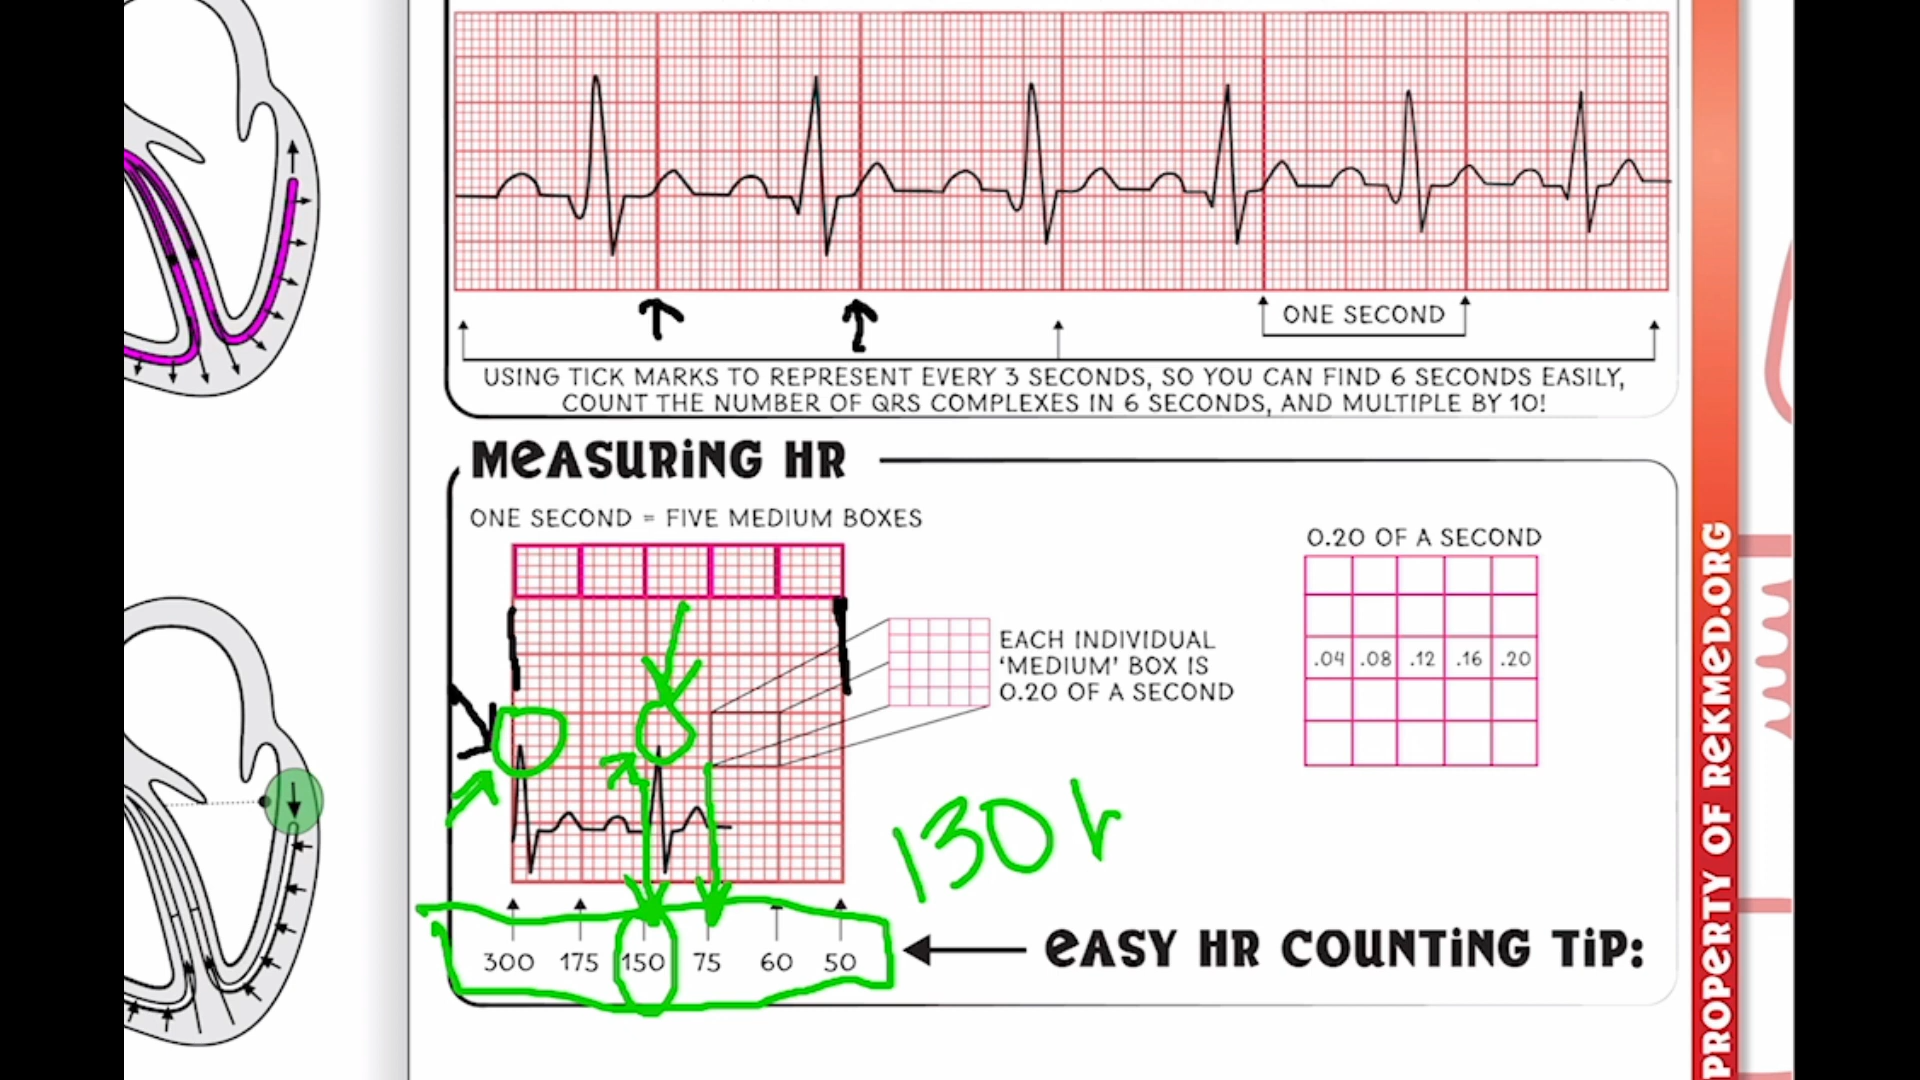 ONE SECOND
USING TICK MARKS TO REPRESENT EVERY 3 SECONDS, SO YOU CAN FIND 6 SECONDS EASILY,
COUNT THE NUMBER OF QRS COMPLEXES IN 6 SECONDS, AND MULTIPLE BY 10!
MEASURING HR
ONE SECOND = FIVE MEDIUM BOXES
0.20 OF A SECOND
EACH INDIVIDUAL
‘MEDIUM’ BOX IS
0.20 OF A SECOND
.04 .08 .12 .16 .20
130
300 175 150 75 60 50
EASY HR COUNTING TIP:
PROPERTY OF REKMED.ORG